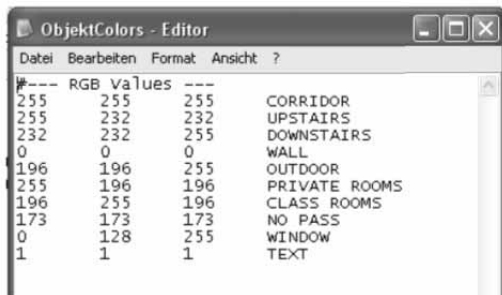 ObjektColors - Editor
Datei Bearbeiten Format Ansicht ?
#--- RGB Values ---
255 255 255 CORRIDOR
255 232 232 UPSTAIRS
232 232 255 DOWNSTAIRS
0 0 0 WALL
196 196 255 OUTDOOR
255 196 196 PRIVATE ROOMS
196 255 196 CLASS ROOMS
173 173 173 NO PASS
0 128 255 WINDOW
1 1 1 TEXT